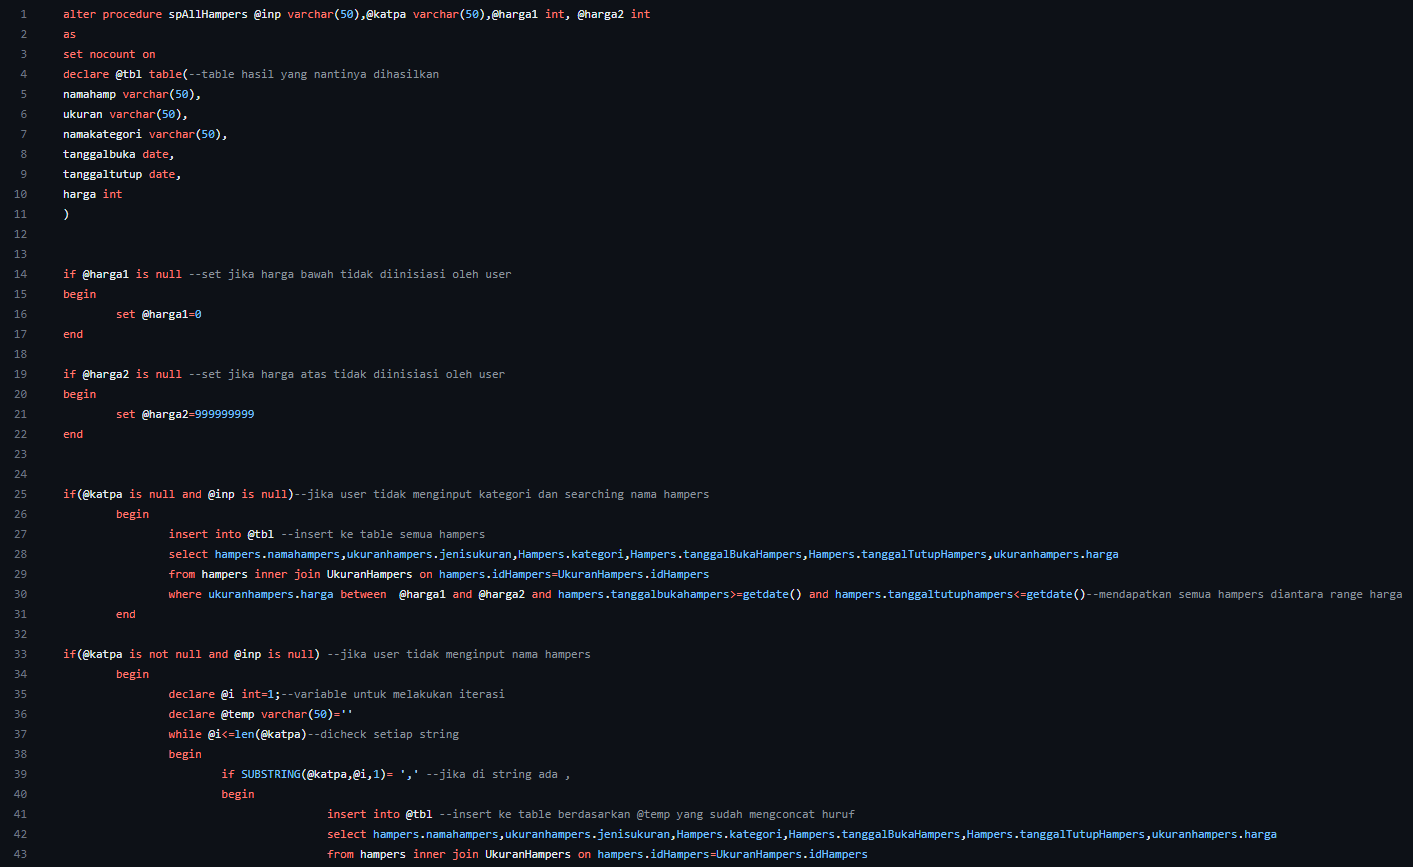 1 alter procedure spAllHampers @inp varchar(50),@katpa varchar(50),@harga1 int, @harga2 int
2 as
3 set nocount on
4 declare @tbl table(--table hasil yang nantinya dihasilkan
5 namahamp varchar(50),
6 ukuran varchar(50),
7 namakategori varchar(50),
8 tanggalbuka date,
9 tanggaltutup date,
10 harga int
11 )
12
13
14 if @harga1 is null --set jika harga bawah tidak diinisiasi oleh user
15 begin
16 set @harga1=0
17 end
18
19 if @harga2 is null --set jika harga atas tidak diinisiasi oleh user
20 begin
21 set @harga2=999999999
22 end
23
24
25 if(@katpa is null and @inp is null)--jika user tidak menginput kategori dan searching nama hampers
26 begin
27 insert into @tbl --insert ke table semua hampers
28 select hampers.namahampers,ukuranhampers.jenisukuran,Hampers.kategori,Hampers.tanggalBukaHampers,Hampers.tanggalTutupHampers,ukuranhampers.harga
29 from hampers inner join UkuranHampers on hampers.idHampers=UkuranHampers.idHampers
30 where ukuranhampers.harga between  @harga1 and @harga2 and hampers.tanggalbukahampers>=getdate() and hampers.tanggaltutuphampers<=getdate()--mendapatkan semua hampers diantara range harga
31 end
32
33 if(@katpa is not null and @inp is null) --jika user tidak menginput nama hampers
34 begin
35 declare @i int=1;--variable untuk melakukan iterasi
36 declare @temp varchar(50)=''
37 while @i<=len(@katpa)--dicheck setiap string
38 begin
39 if SUBSTRING(@katpa,@i,1)= ',' --jika di string ada ,
40 begin
41 insert into @tbl --insert ke table berdasarkan @temp yang sudah mengconcat huruf
42 select hampers.namahampers,ukuranhampers.jenisukuran,Hampers.kategori,Hampers.tanggalBukaHampers,Hampers.tanggalTutupHampers,ukuranhampers.harga
43 from hampers inner join UkuranHampers on hampers.idHampers=UkuranHampers.idHampers